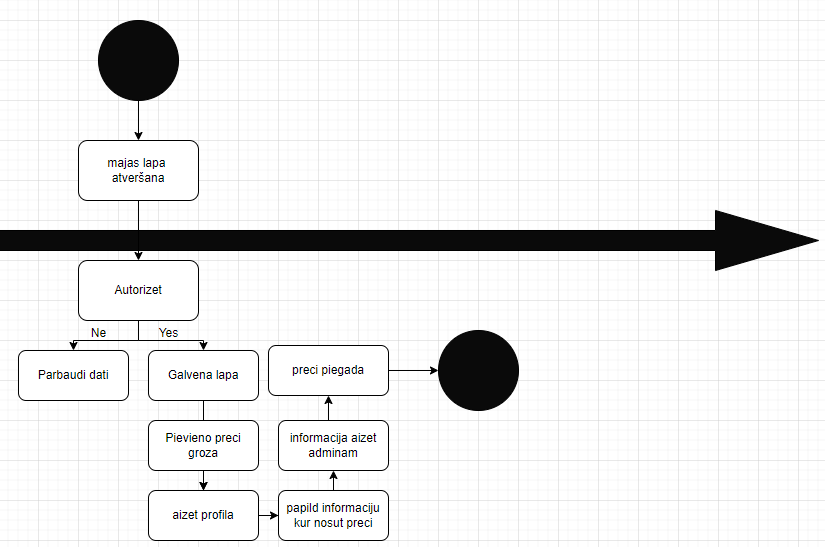 majas lapa
atveršana
Autorizet
Ne
Yes
Parbaudi dati
Galvena lapa
preci piegada
Pievieno preci
groza
informacija aizet
adminam
aizet profila
papild informaciju
kur nosut preci